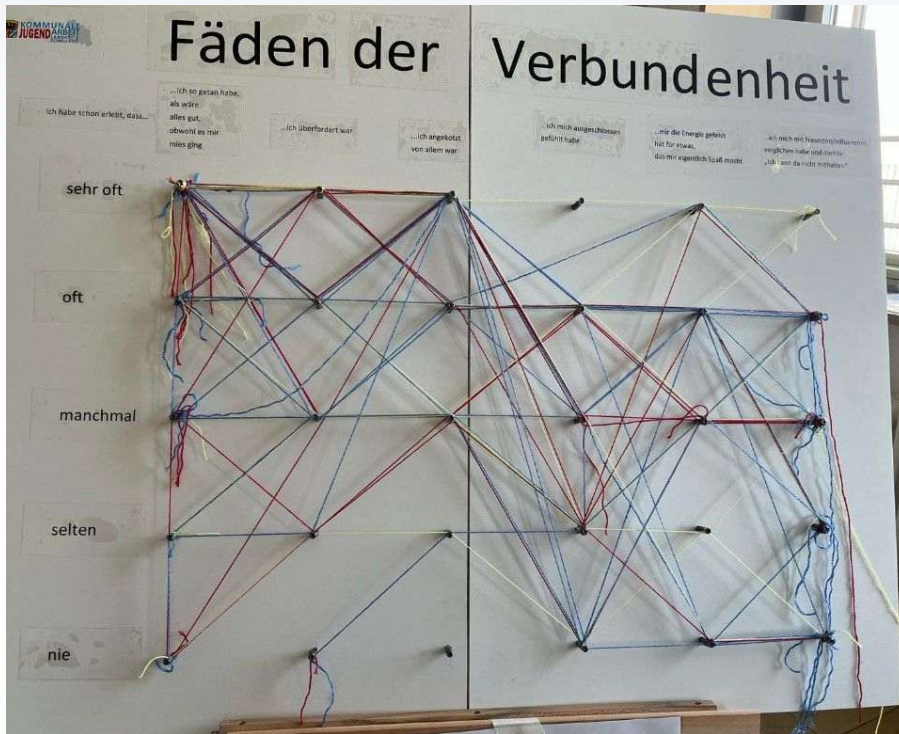 KOMMUNALE
JUGENDARBEIT
Fäden der Verbundenheit
Ich habe schon erlebt, dass...
...ich so getan habe,
als wäre
alles gut,
obwohl es mir
mies ging
...ich überfordert war
...ich angekotzt
von allem war
...ich mich ausgeschlossen
gefühlt habe
...mir die Energie gefehlt
hat für etwas,
das mir eigentlich Spaß macht
...ich mich mit Freunden/Influencern
verglichen habe und dachte
„Ich kann da nicht mithalten“
sehr oft
oft
manchmal
selten
nie